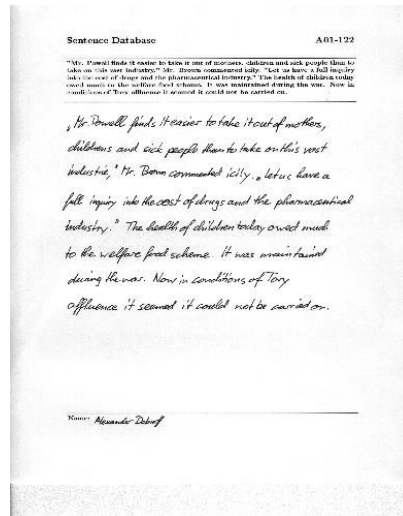 Sentence Database A01-122
"Mr. Powell finds it easier to take it out of mothers, children and sick people than to
take on this vast industry," Mr. Brown commented icily. "Let us have a full inquiry
into the cost of drugs and the pharmaceutical industry." The health of children today
owed much to the welfare food scheme. It was maintained during the war. Now in
conditions of Tory affluence it seemed it could not be carried on.
„Mr. Powell finds it easier to take it out of mothers,
childrens and sick people than to take on this vast
industrie," Mr. Brown commented icily. „Let us have a
full inquiry into the cost of drugs and the pharmaceutical
industry." The health of children today owed much
to the welfare food scheme. It was maintained
during the war. Now in conditions of Tory
affluence it seemed it could not be carried on.
Name: Alexander